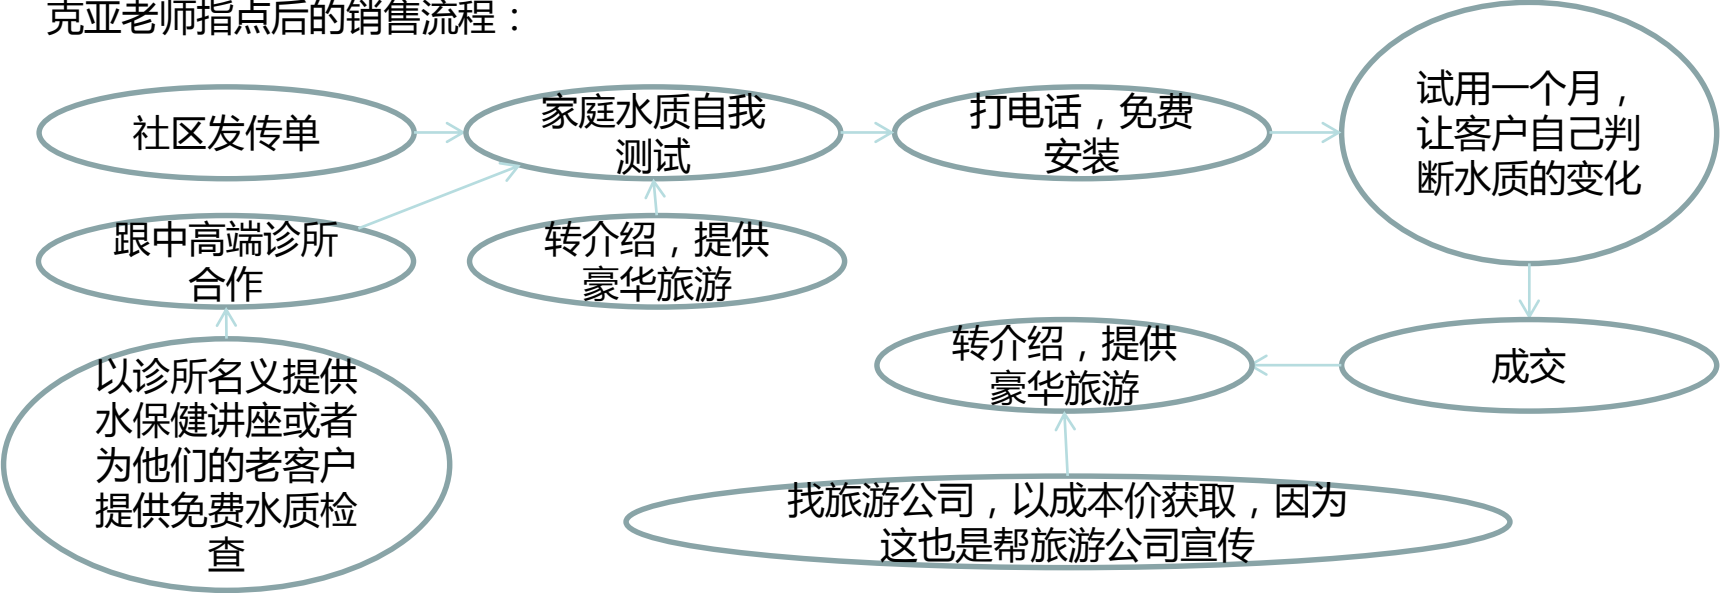 克亚老师指点后的销售流程：
社区发传单
家庭水质自我
测试
打电话，免费
安装
试用一个月，
让客户自己判
断水质的变化
跟中高端诊所
合作
转介绍，提供
豪华旅游
转介绍，提供
豪华旅游
成交
以诊所名义提供
水保健讲座或者
为他们的老客户
提供免费水质检
查
找旅游公司，以成本价获取，因为
这也是帮旅游公司宣传